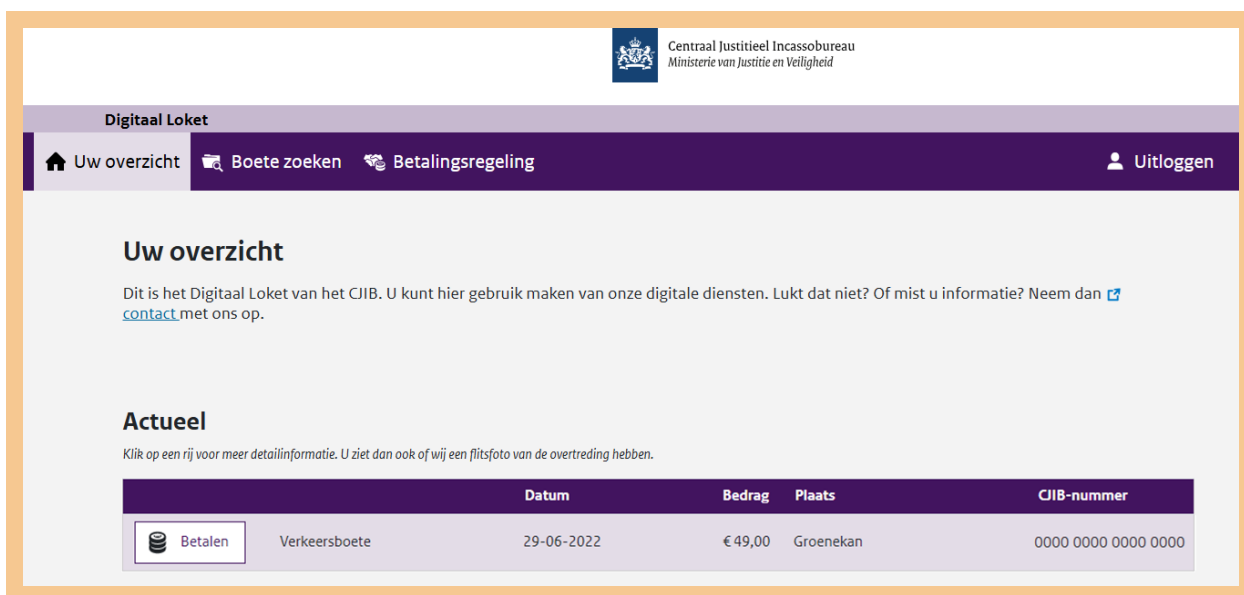 Centraal Justitieel Incassobureau
Ministerie van Justitie en Veiligheid
Digitaal Loket
Uw overzicht Boete zoeken Betalingsregeling Uitloggen
Uw overzicht
Dit is het Digitaal Loket van het CJIB. U kunt hier gebruik maken van onze digitale diensten. Lukt dat niet? Of mist u informatie? Neem dan
contact met ons op.
Actueel
Klik op een rij voor meer detailinformatie. U ziet dan ook of wij een flitsfoto van de overtreding hebben.
Datum Bedrag Plaats CJIB-nummer
Betalen Verkeersboete 29-06-2022 € 49,00 Groenekan 0000 0000 0000 0000